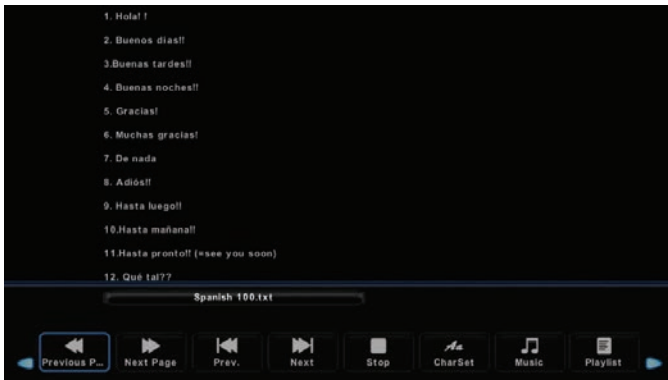 1. Hola! !
2. Buenos días!!
3.Buenas tardes!!
4. Buenas noches!!
5. Gracias!
6. Muchas gracias!
7. De nada
8. Adiós!!
9. Hasta luego!!
10.Hasta mañana!!
11.Hasta pronto!! (=see you soon)
12. Qué tal??
Spanish 100.txt
Previous P... Next Page Prev. Next Stop CharSet Music Playlist